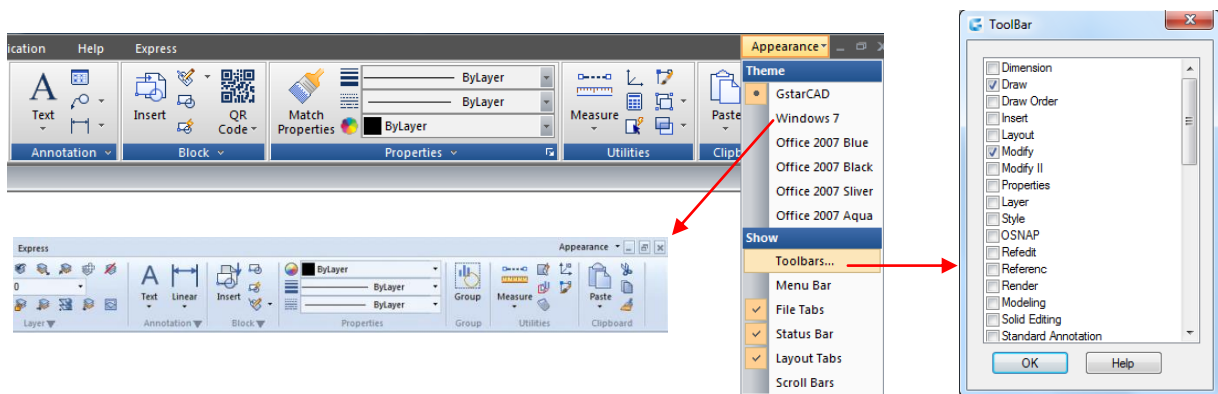 ication Help Express Appearance
Text Insert QR Code Match Properties ByLayer ByLayer ByLayer Measure Paste
Annotation Block Properties Utilities Clipb
Theme
GstarCAD
Windows 7
Office 2007 Blue
Office 2007 Black
Office 2007 Sliver
Office 2007 Aqua
Show
Toolbars...
Menu Bar
File Tabs
Status Bar
Layout Tabs
Scroll Bars
Express Appearance
0 Text Linear Insert ByLayer ByLayer ByLayer Group Measure Paste
Layer Annotation Block Properties Group Utilities Clipboard
ToolBar
Dimension
Draw
Draw Order
Insert
Layout
Modify
Modify II
Properties
Layer
Style
OSNAP
Refedit
Referenc
Render
Modeling
Solid Editing
Standard Annotation
OK Help